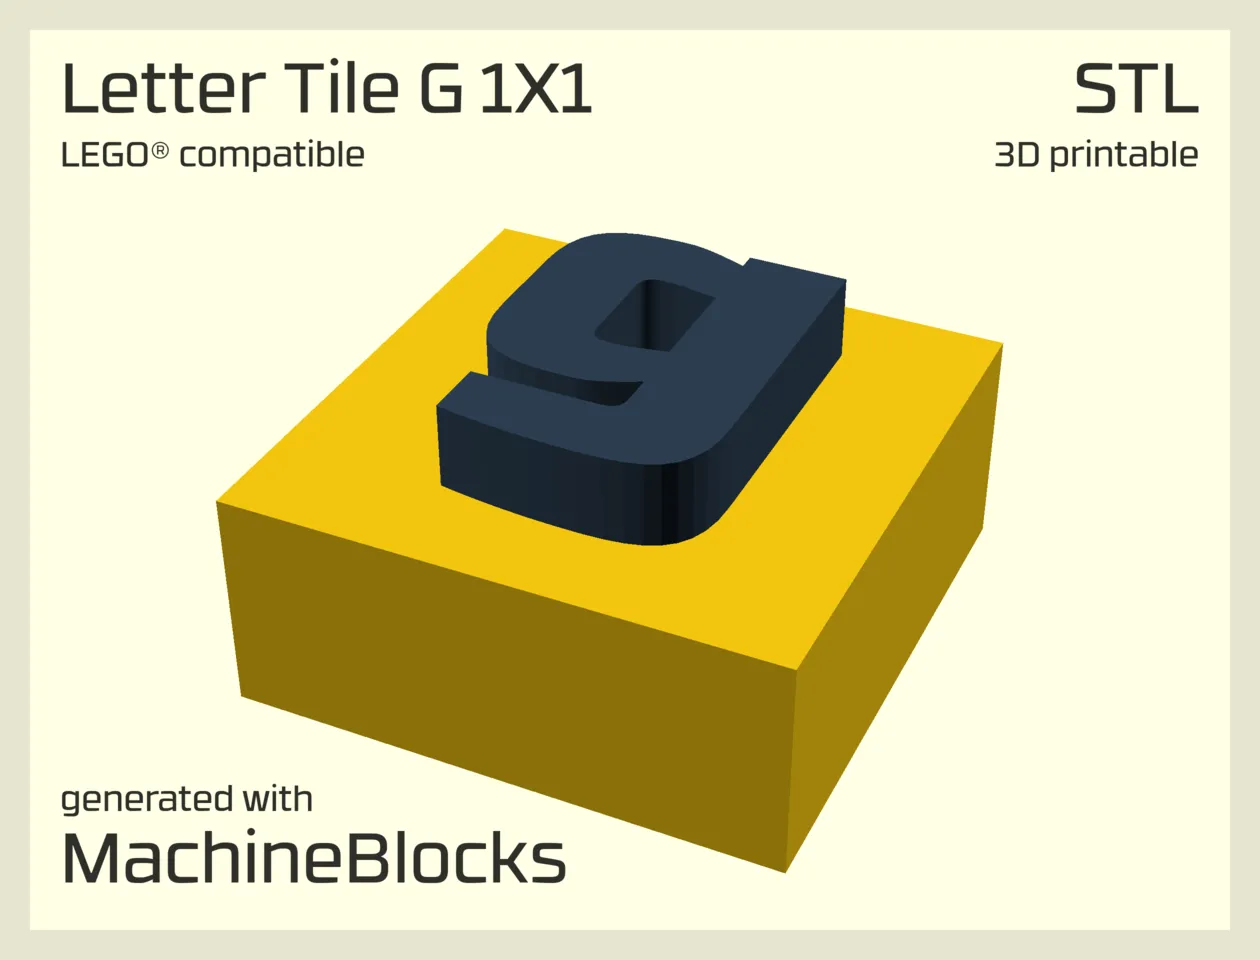 Letter Tile G 1X1
STL
LEGO® compatible
3D printable
g
generated with
MachineBlocks